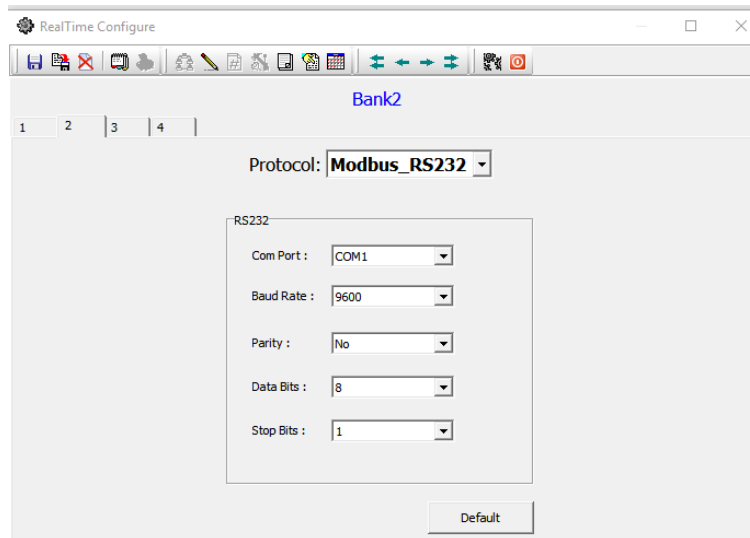 RealTime Configure
Bank2
1 2 3 4
Protocol: Modbus_RS232
RS232
Com Port : COM1
Baud Rate : 9600
Parity : No
Data Bits : 8
Stop Bits : 1
Default